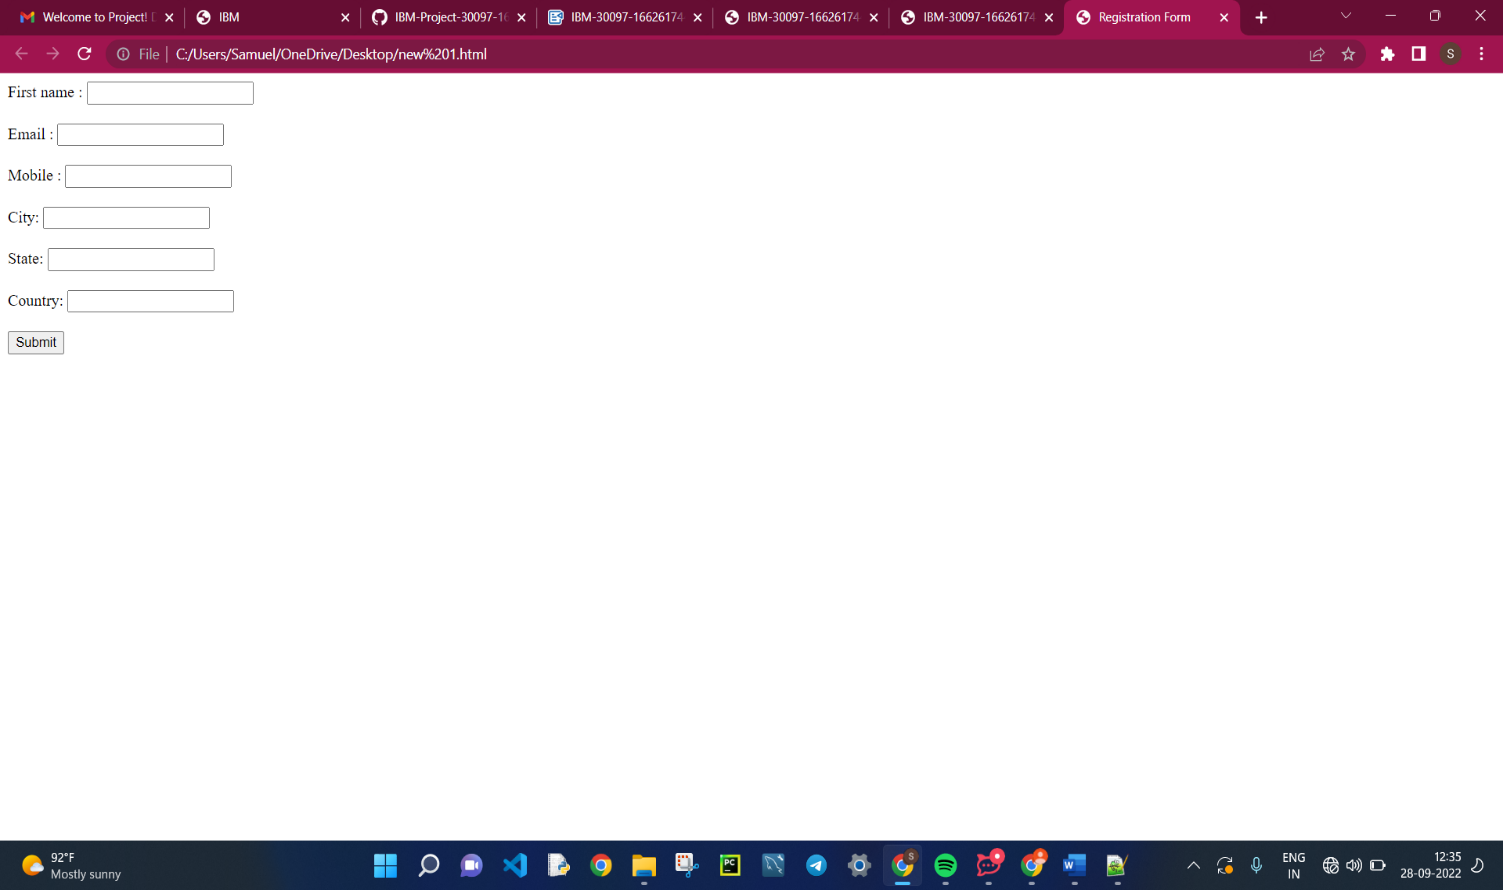 Welcome to Project!
IBM
IBM-Project-30097-16
IBM-30097-16626174
IBM-30097-16626174
IBM-30097-16626174
Registration Form
File
C:/Users/Samuel/OneDrive/Desktop/new%201.html
S
First name :
Email :
Mobile :
City:
State:
Country:
Submit
92°F
Mostly sunny
PC
S
W
ENG
IN
12:35
28-09-2022